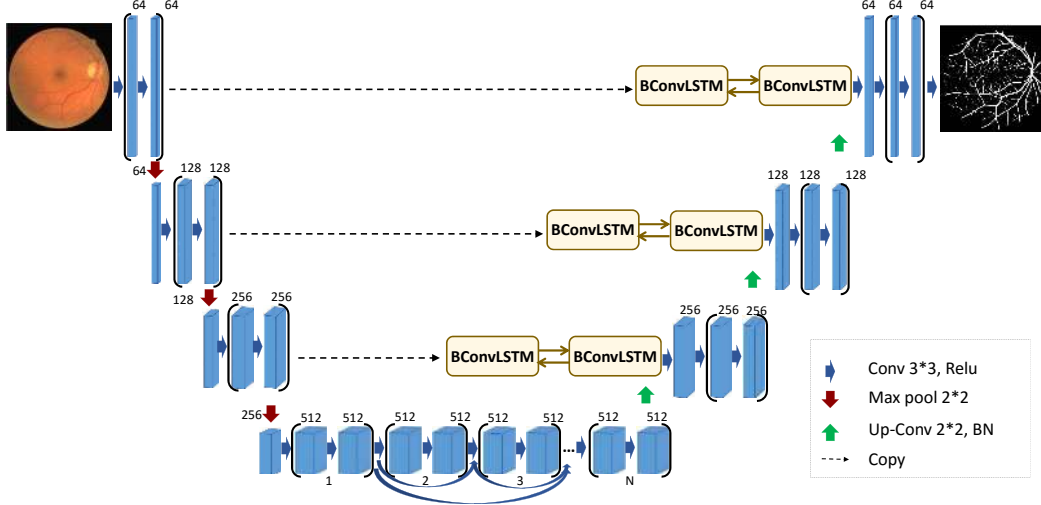 64 64 64 64 64
BConvLSTM BConvLSTM
64 128 128 128 128 128
BConvLSTM BConvLSTM
128 256 256 256 256 256
BConvLSTM BConvLSTM
256 512 512 512 512 512 512 ... 512 512
1 2 3 N
Conv 3*3, Relu
Max pool 2*2
Up-Conv 2*2, BN
Copy